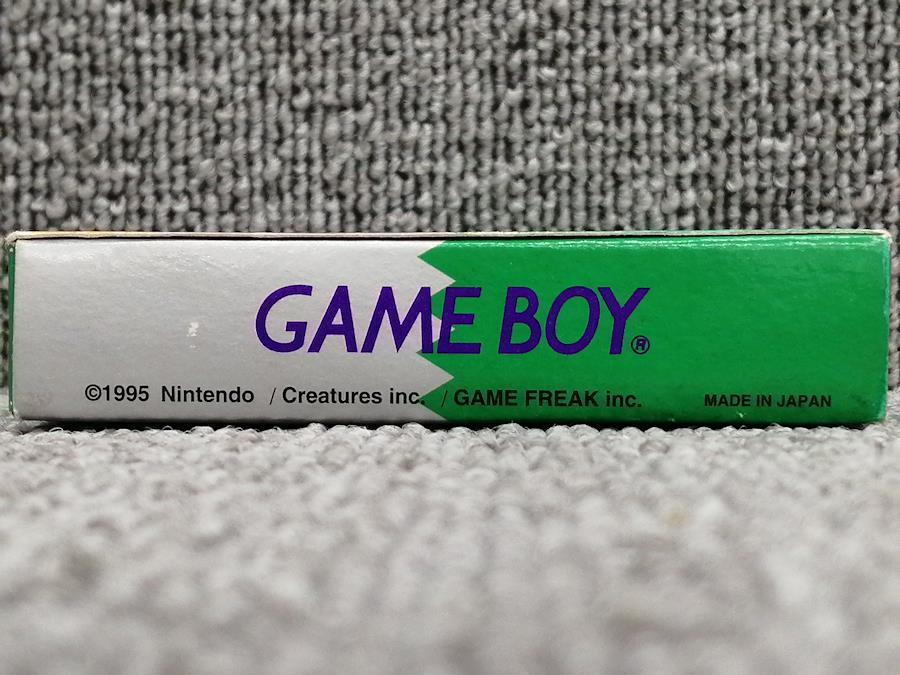 GAME BOY®
©1995 Nintendo / Creatures inc. / GAME FREAK inc. MADE IN JAPAN